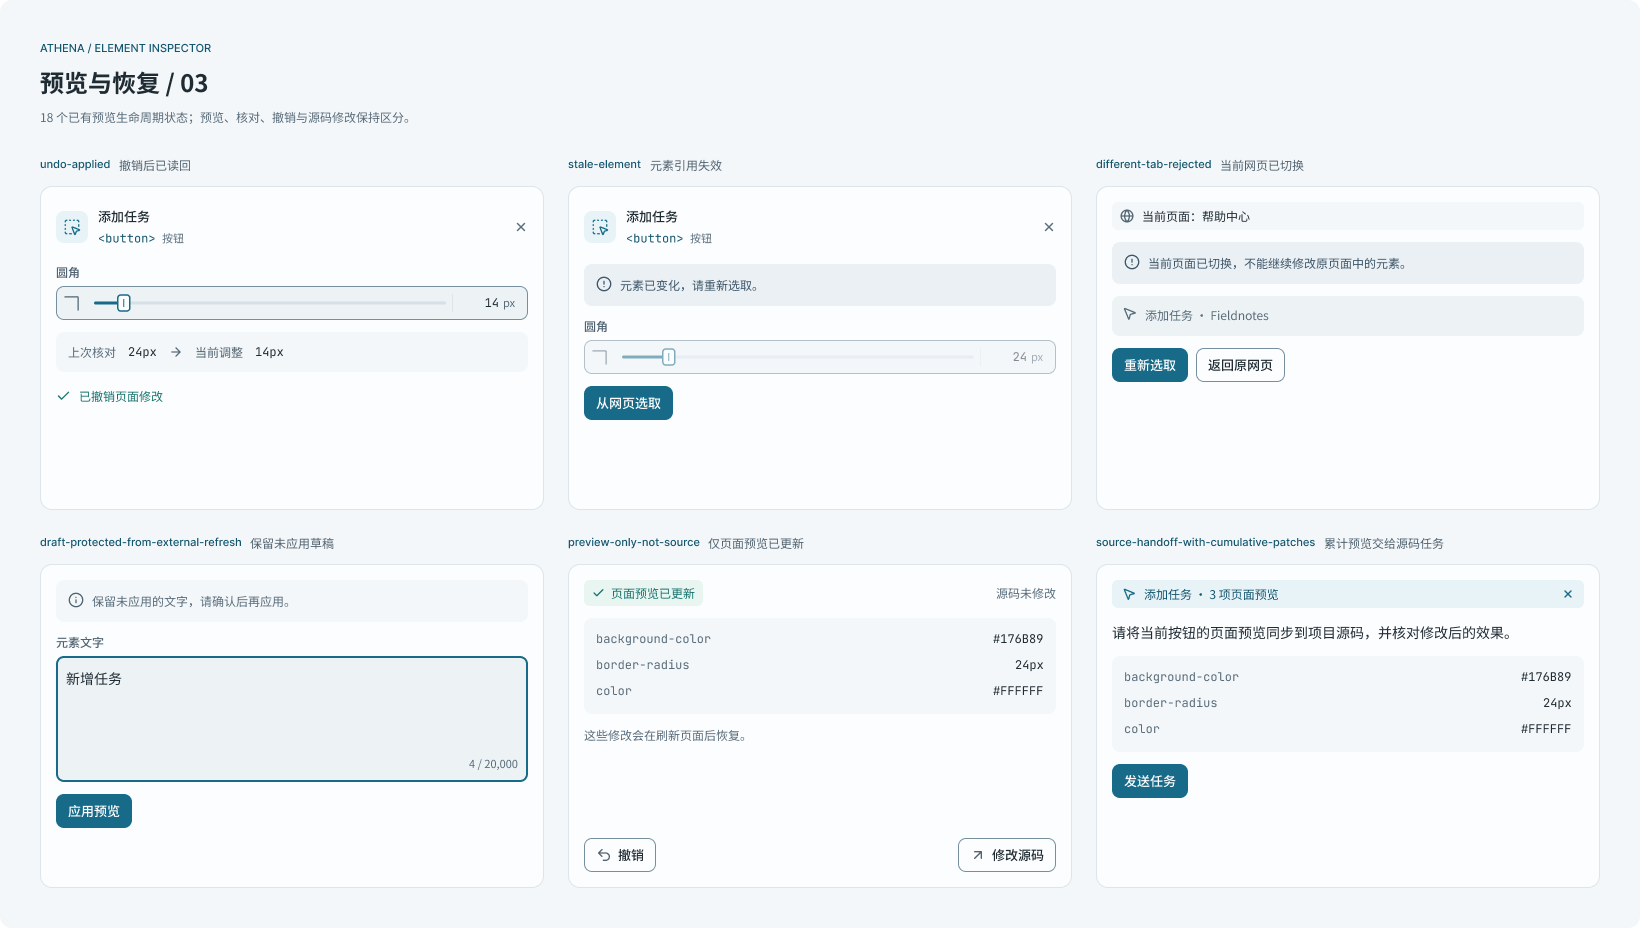 ATHENA / ELEMENT INSPECTOR
预览与恢复 / 03
18 个已有预览生命周期状态；预览、核对、撤销与源码修改保持区分。
undo-applied 撤销后已读回
添加任务
<button> 按钮
圆角
14 px
上次核对 24px → 当前调整 14px
已撤销页面修改
stale-element 元素引用失效
添加任务
<button> 按钮
元素已变化，请重新选取。
圆角
24 px
从网页选取
different-tab-rejected 当前网页已切换
当前页面：帮助中心
当前页面已切换，不能继续修改原页面中的元素。
添加任务 • Fieldnotes
重新选取 返回原网页
draft-protected-from-external-refresh 保留未应用草稿
保留未应用的文字，请确认后再应用。
元素文字
新增任务
4 / 20,000
应用预览
preview-only-not-source 仅页面预览已更新
页面预览已更新 源码未修改
background-color #176B89
border-radius 24px
color #FFFFFF
这些修改会在刷新页面后恢复。
撤销 修改源码
source-handoff-with-cumulative-patches 累计预览交给源码任务
添加任务 • 3 项页面预览
请将当前按钮的页面预览同步到项目源码，并核对修改后的效果。
background-color #176B89
border-radius 24px
color #FFFFFF
发送任务